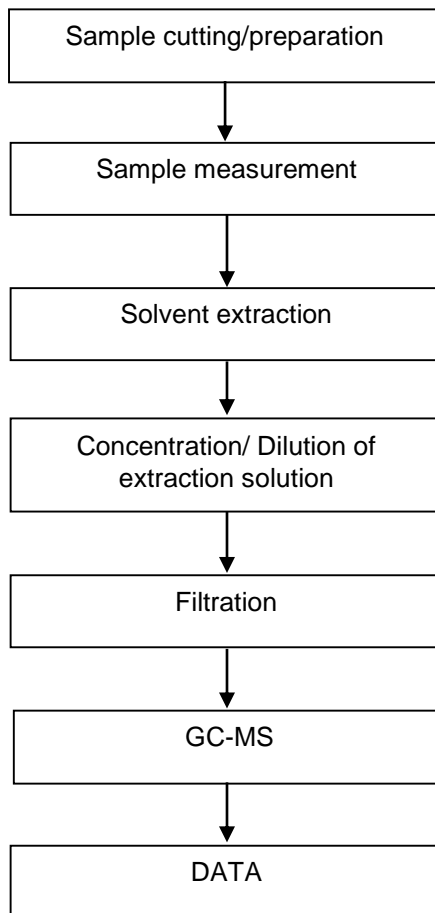 Sample cutting/preparation
Sample measurement
Solvent extraction
Concentration/ Dilution of
extraction solution
Filtration
GC-MS
DATA